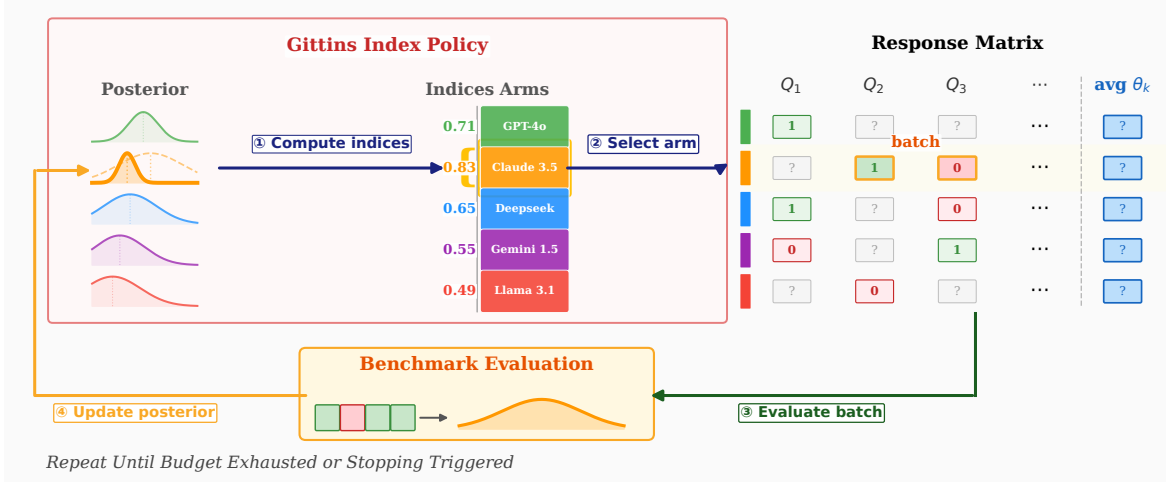 Gittins Index Policy
Response Matrix
Posterior
Indices Arms
Q1 Q2 Q3 ... avg θk
0.71 GPT-4o
1 ? ? ... ?
① Compute indices
② Select arm
batch
0.83 Claude 3.5
? 1 0 ... ?
0.65 Deepseek
1 ? 0 ... ?
0.55 Gemini 1.5
0 ? 1 ... ?
0.49 Llama 3.1
? 0 ? ... ?
Benchmark Evaluation
④ Update posterior
③ Evaluate batch
Repeat Until Budget Exhausted or Stopping Triggered